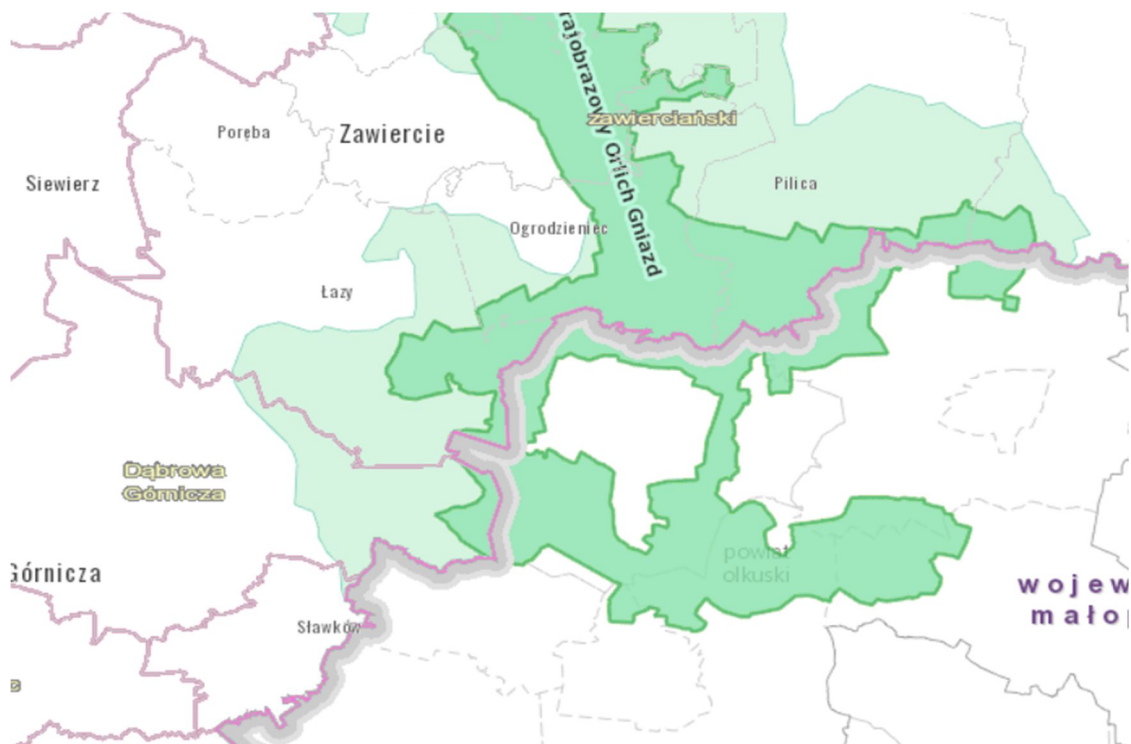 rajobrazowy Orlich Gniazd
zawierciański
Zawiercie
Poręba
Siewierz
Pilica
Ogrodzieniec
Łazy
Dąbrowa
Górnicza
powiat
olkuski
Górnicza
wojew
małop
Sławków